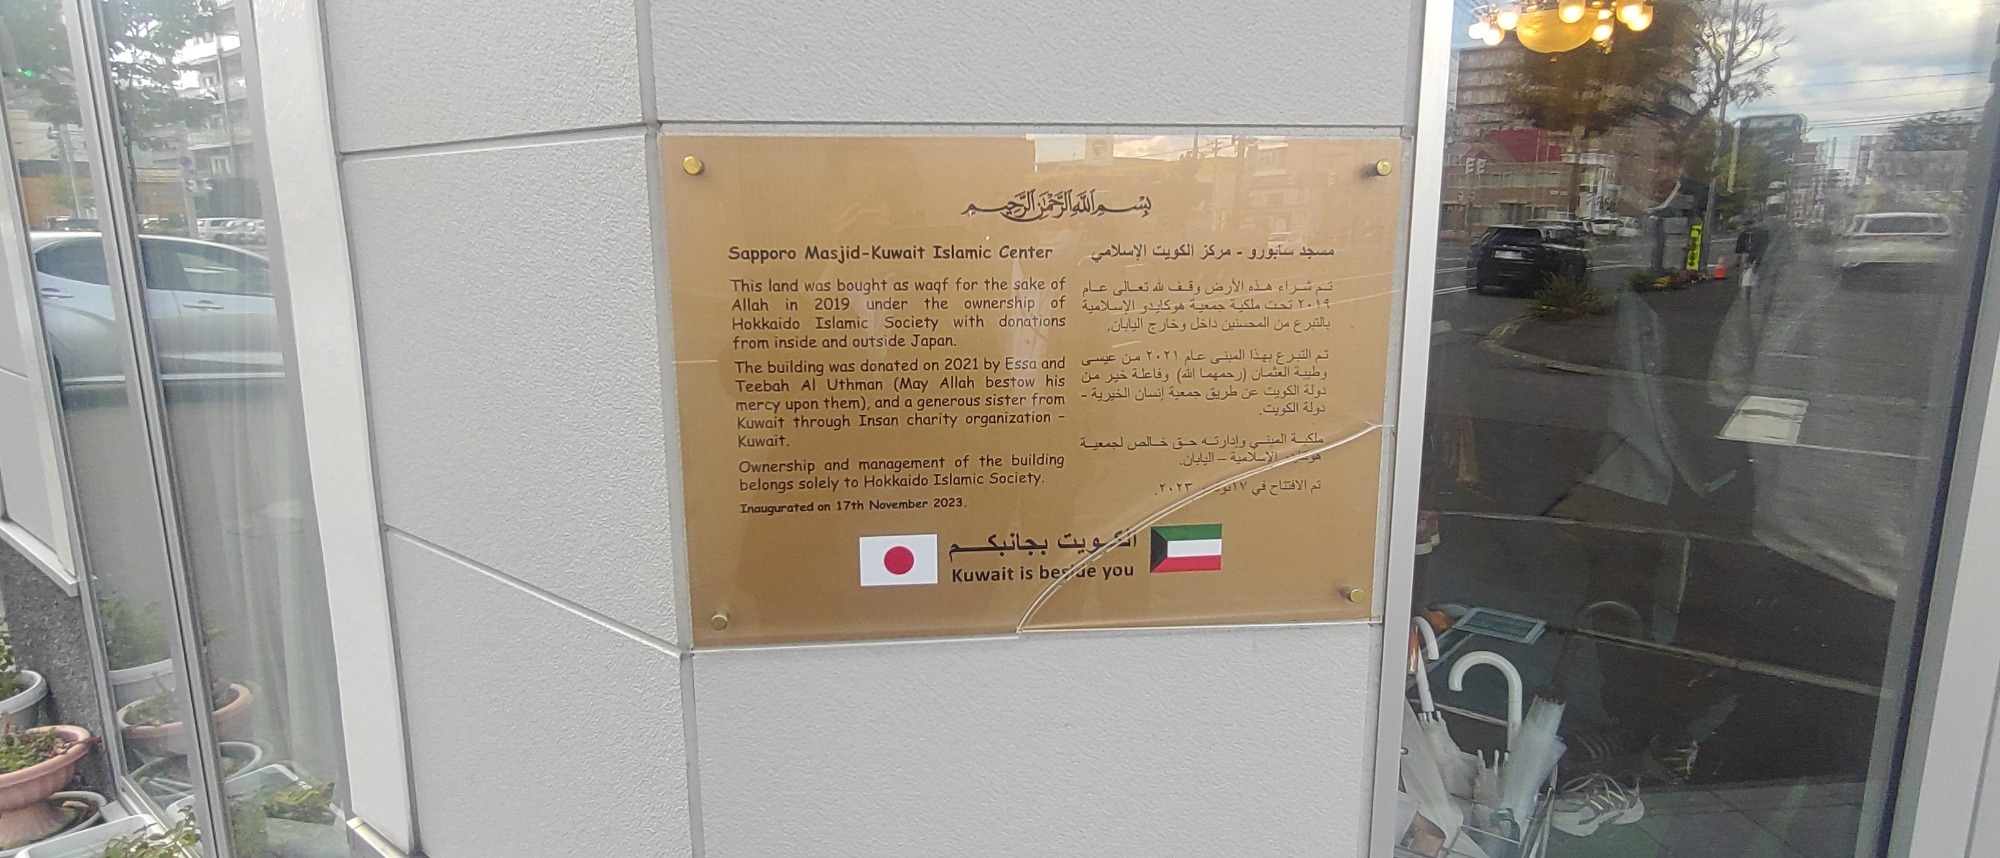 بِسْمِ اللهِ الرَّحْمٰنِ الرَّحِيمِ
Sapporo Masjid-Kuwait Islamic Center
This land was bought as waqf for the sake of
Allah in 2019 under the ownership of
Hokkaido Islamic Society with donations
from inside and outside Japan.
The building was donated on 2021 by Essa and
Teebah Al Uthman (May Allah bestow his
mercy upon them), and a generous sister from
Kuwait through Insan charity organization –
Kuwait.
Ownership and management of the building
belongs solely to Hokkaido Islamic Society.
Inaugurated on 17th November 2023.
مسجد سابورو - مركز الكويت الإسلامي
تم شراء هذه الأرض وقف لله تعالى عام
٢٠١٩ تحت ملكية جمعية هوكايدو الإسلامية
بالتبرع من المحسنين داخل وخارج اليابان.
تم التبرع بهذا المبنى عام ٢٠٢١ من عيسى
وطيبة العثمان (رحمهما الله) وفاعلة خير من
دولة الكويت عن طريق جمعية إنسان الخيرية -
دولة الكويت.
ملكية المبنى وإدارته حق خالص لجمعية
هوكايدو الإسلامية – اليابان.
تم الافتتاح في ١٧ نوفمبر ٢٠٢٣.
الكويت بجانبكم
Kuwait is beside you